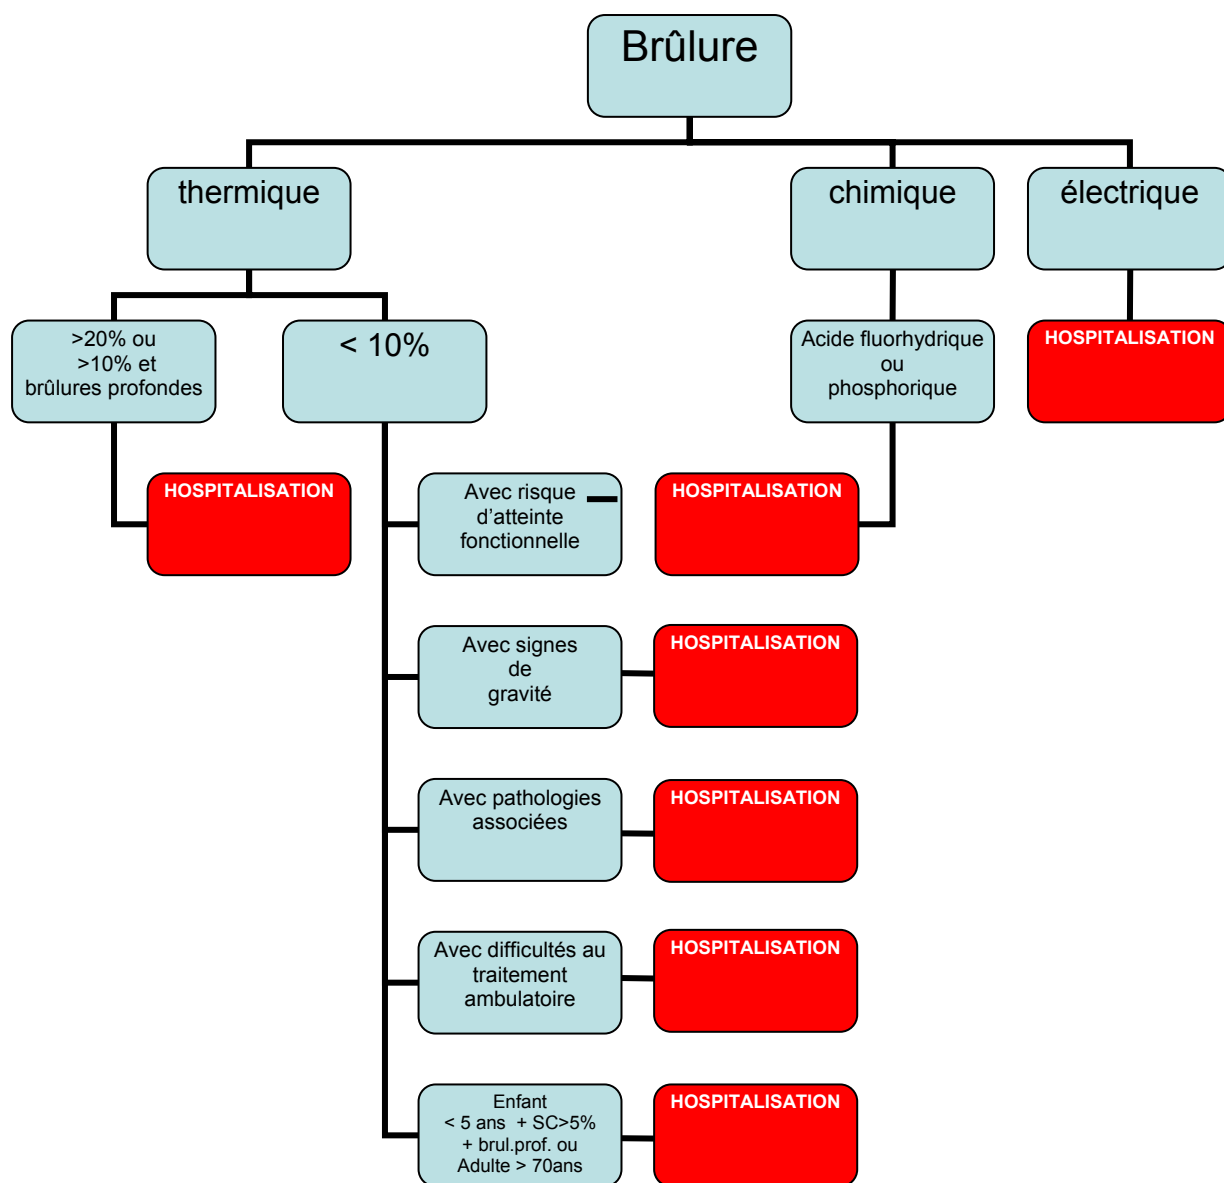 Brûlure
thermique
chimique
électrique
>20% ou
>10% et
brûlures profondes
< 10%
Acide fluorhydrique
ou
phosphorique
HOSPITALISATION
HOSPITALISATION
Avec risque
d’atteinte
fonctionnelle
HOSPITALISATION
Avec signes
de
gravité
HOSPITALISATION
Avec pathologies
associées
HOSPITALISATION
Avec difficultés au
traitement
ambulatoire
HOSPITALISATION
Enfant
< 5 ans + SC>5%
+ brul.prof. ou
Adulte > 70ans
HOSPITALISATION